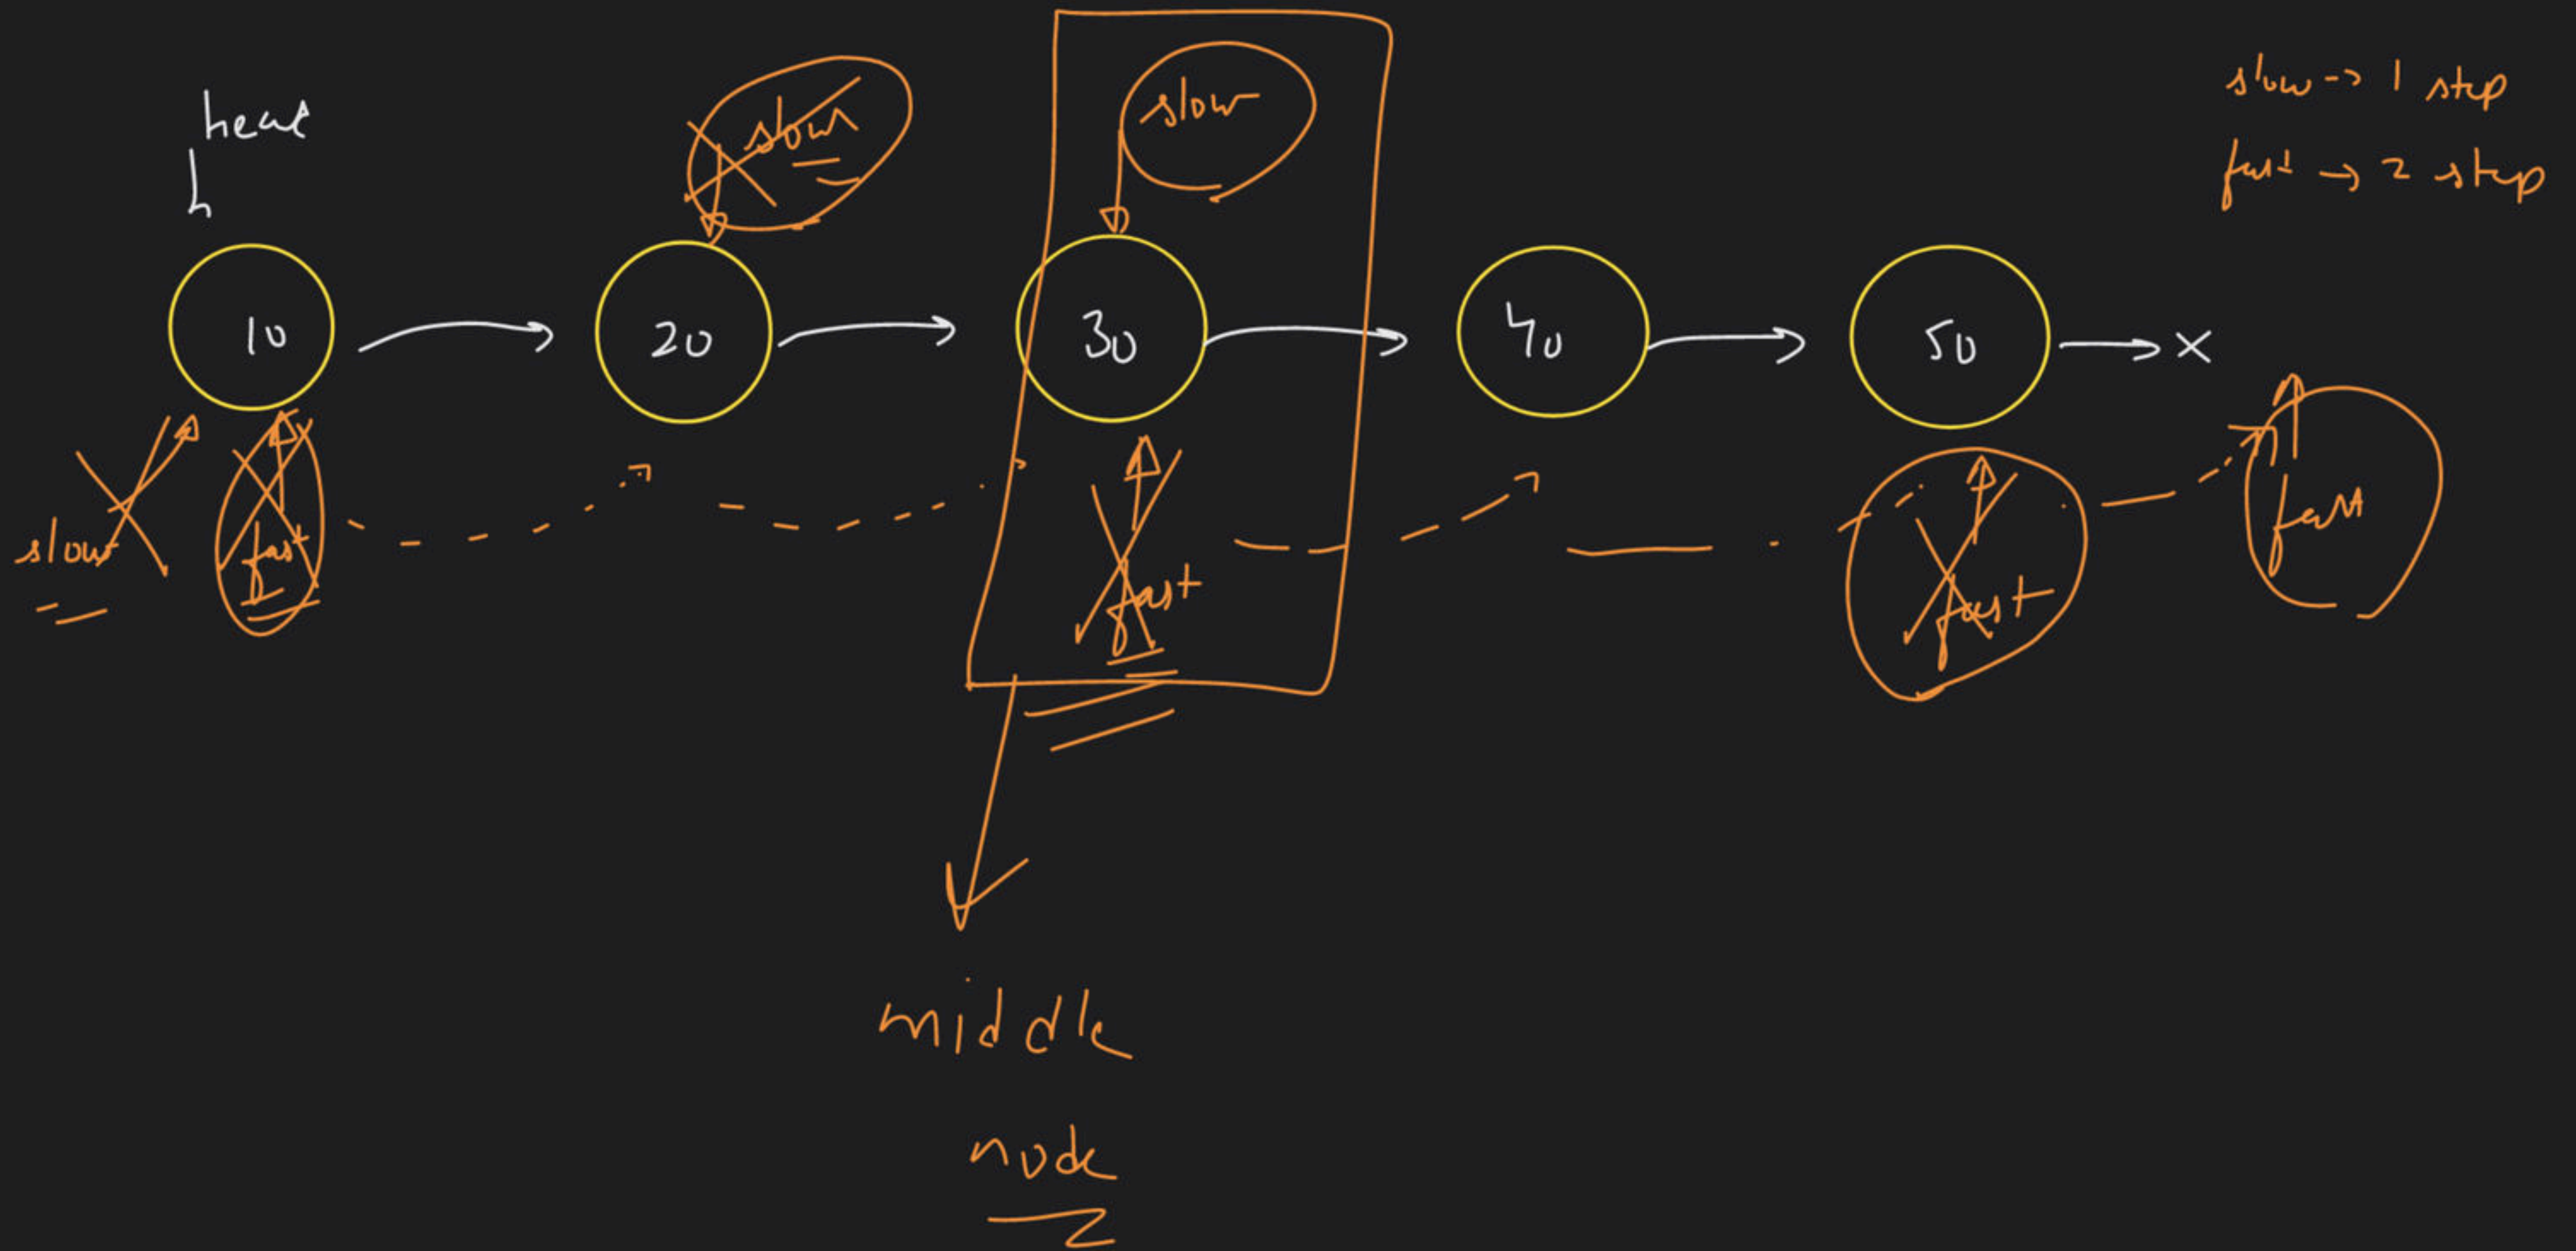 head
slow
slow
slow -> 1 step
fast -> 2 step
10 20 30 40 50 x
slow fast fast fast fast
middle
node